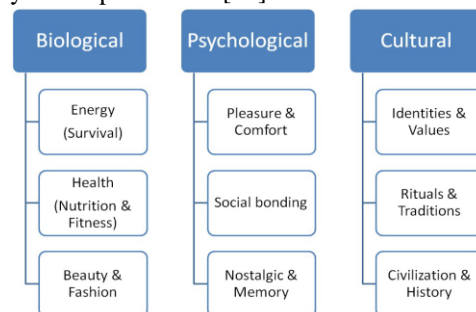 Biological
Energy
(Survival)
Health
(Nutrition &
Fitness)
Beauty &
Fashion
Psychological
Pleasure &
Comfort
Social bonding
Nostalgic &
Memory
Cultural
Identities &
Values
Rituals &
Traditions
Civilization &
History